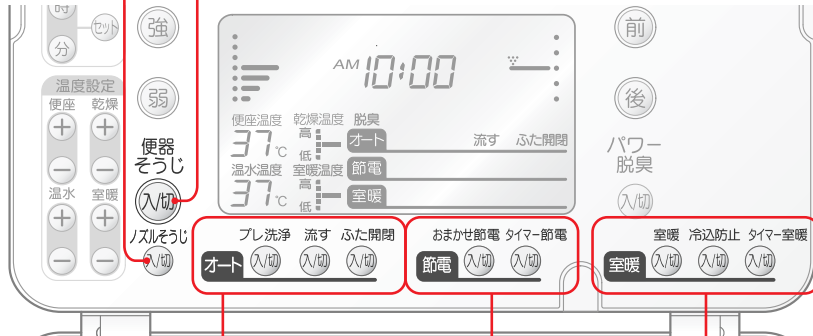 時
セット
分
強
弱
温度設定
便座 乾燥
＋ ＋
－ －
温水 室暖
＋ ＋
－ －
便器
そうじ
入/切
ノズルそうじ
入/切
AM 10:00
便座温度 乾燥温度 脱臭
37℃ 高 低 オート 流す ふた開閉
温水温度 室暖温度 節電
37℃ 高 低 室暖
前
後
パワー
脱臭
入/切
プレ洗浄 流す ふた開閉
オート 入/切 入/切 入/切
おまかせ節電 タイマー節電
節電 入/切 入/切
室暖 冷込防止 タイマー室暖
室暖 入/切 入/切 入/切